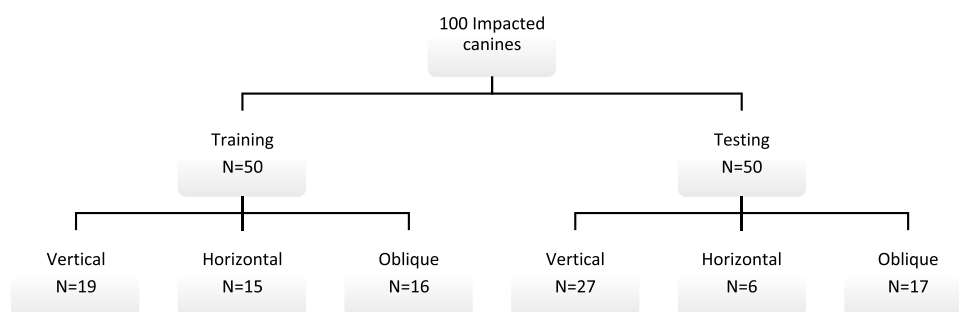 100 Impacted
canines
Training
N=50
Testing
N=50
Vertical
N=19
Horizontal
N=15
Oblique
N=16
Vertical
N=27
Horizontal
N=6
Oblique
N=17